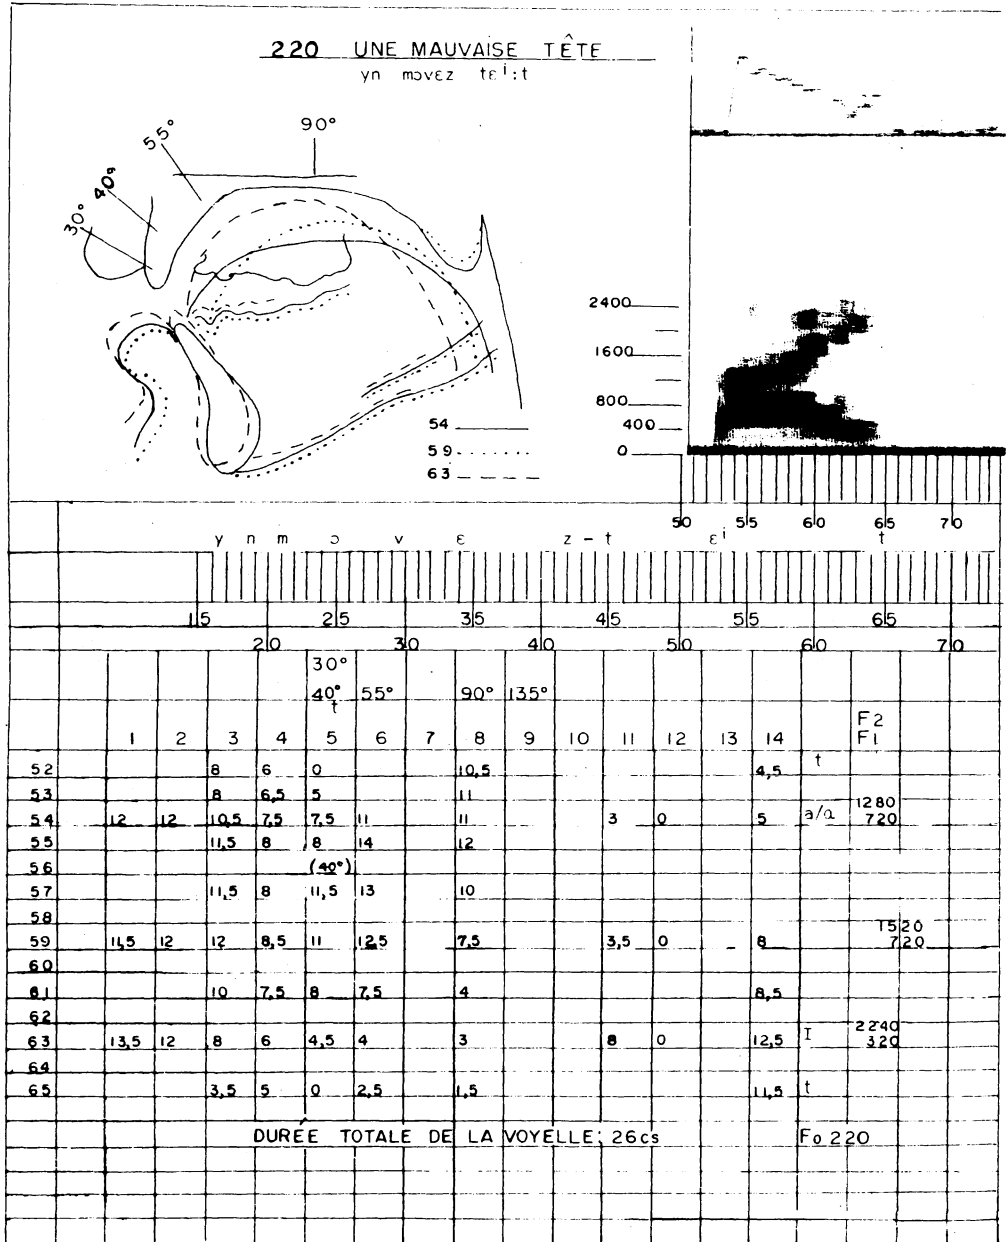 220 UNE MAUVAISE TÊTE
yn mɔvɛz tɛⁱ:t
90°
55°
40°
30°
54
59
63
2400
1600
800
400
0
50 55 60 65 70
y n m ɔ v ɛ z – t ɛⁱ t
15 25 35 45 55 65
20 30 40 50 60 70
30°
40° 55° 90° 135°
t
F2
1 2 3 4 5 6 7 8 9 10 11 12 13 14 F1
52 8 6 0 10,5 4,5 t
53 8 6,5 5 11
1280
54 12 12 10,5 7,5 7,5 11 11 3 0 5 a/ɑ 720
55 11,5 8 8 14 12
56 (40°)
57 11,5 8 11,5 13 10
58
1520
59 11,5 12 12 8,5 11 12,5 7,5 3,5 0 – 8 720
60
61 10 7,5 8 7,5 4 8,5
62
2240
63 13,5 12 8 6 4,5 4 3 8 0 12,5 I 320
64
65 3,5 5 0 2,5 1,5 11,5 t
DURÉE TOTALE DE LA VOYELLE: 26cs Fo 220